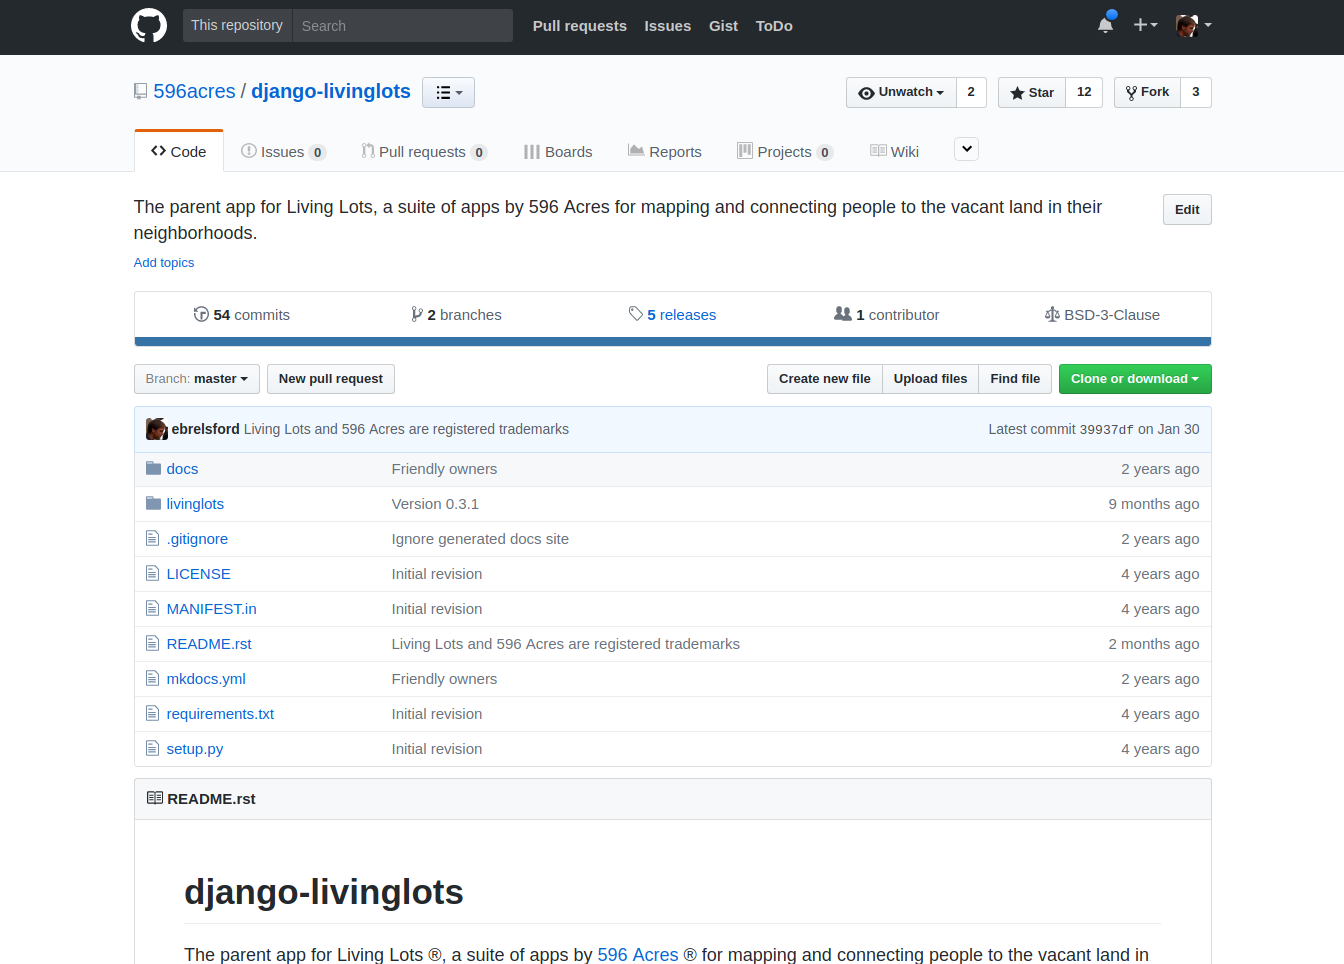 This repository Search Pull requests Issues Gist ToDo
596acres / django-livinglots Unwatch 2 Star 12 Fork 3
Code Issues 0 Pull requests 0 Boards Reports Projects 0 Wiki
The parent app for Living Lots, a suite of apps by 596 Acres for mapping and connecting people to the vacant land in their
neighborhoods.
Edit
Add topics
54 commits 2 branches 5 releases 1 contributor BSD-3-Clause
Branch: master New pull request Create new file Upload files Find file Clone or download
ebrelsford Living Lots and 596 Acres are registered trademarks Latest commit 39937df on Jan 30
docs Friendly owners 2 years ago
livinglots Version 0.3.1 9 months ago
.gitignore Ignore generated docs site 2 years ago
LICENSE Initial revision 4 years ago
MANIFEST.in Initial revision 4 years ago
README.rst Living Lots and 596 Acres are registered trademarks 2 months ago
mkdocs.yml Friendly owners 2 years ago
requirements.txt Initial revision 4 years ago
setup.py Initial revision 4 years ago
README.rst
django-livinglots
The parent app for Living Lots ®, a suite of apps by 596 Acres ® for mapping and connecting people to the vacant land in